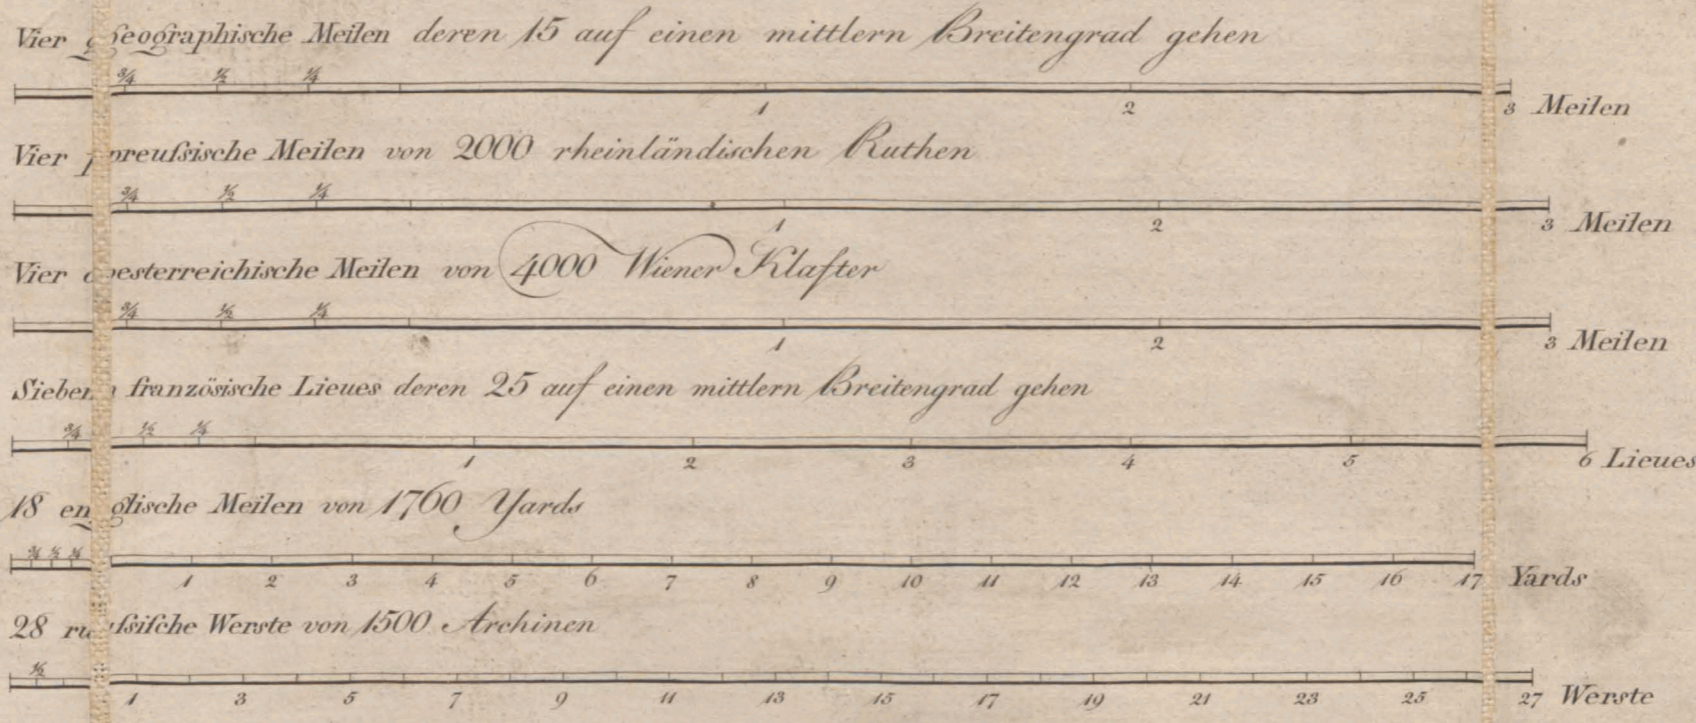 Vier geographische Meilen deren 15 auf einen mittlern Breitengrad gehen
3/4 1/2 1/4
1 2 3 Meilen
Vier preuſsische Meilen von 2000 rheinländischen Ruthen
3/4 1/2 1/4
1 2 3 Meilen
Vier oesterreichische Meilen von 4000 Wiener Klafter
3/4 1/2 1/4
1 2 3 Meilen
Sieben französische Lieues deren 25 auf einen mittlern Breitengrad gehen
3/4 1/2 1/4
1 2 3 4 5 6 Lieues
18 englische Meilen von 1760 Yards
3/4 1/2 1/4
1 2 3 4 5 6 7 8 9 10 11 12 13 14 15 16 17 Yards
28 ruſsiſche Werste von 1500 Archinen
1/2
1 3 5 7 9 11 13 15 17 19 21 23 25 27 Werste